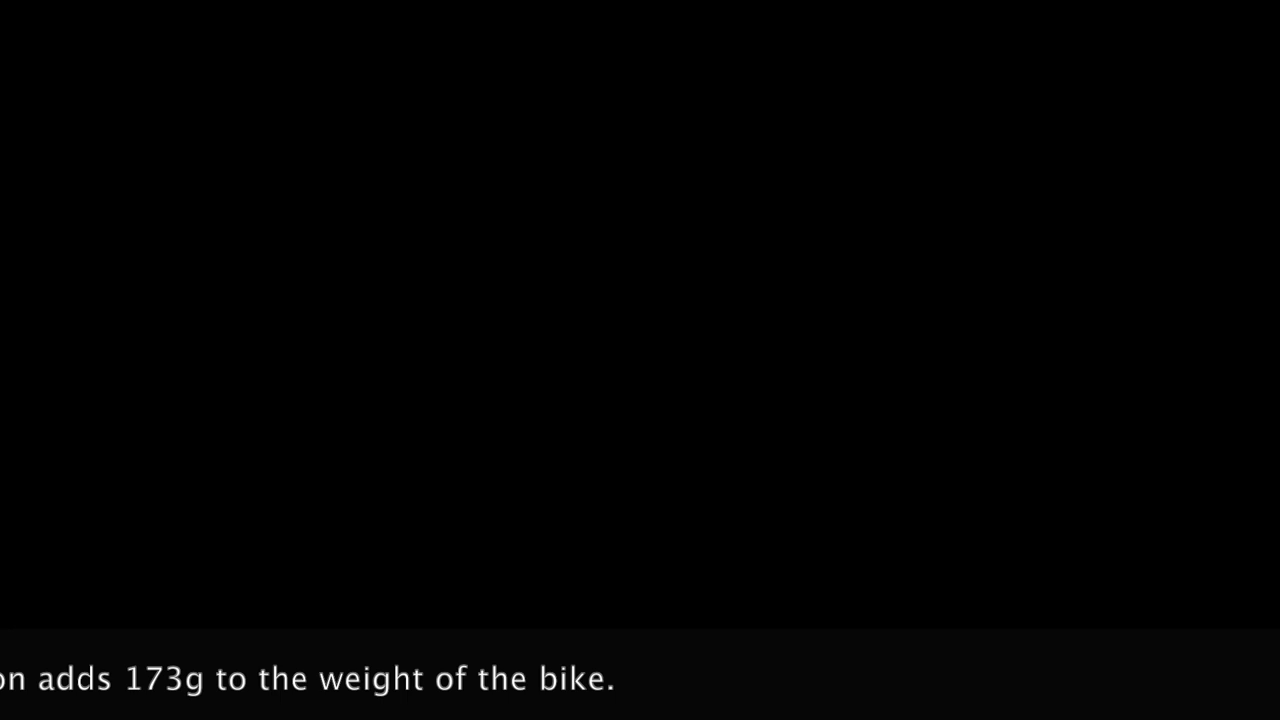 on adds 173g to the weight of the bike.